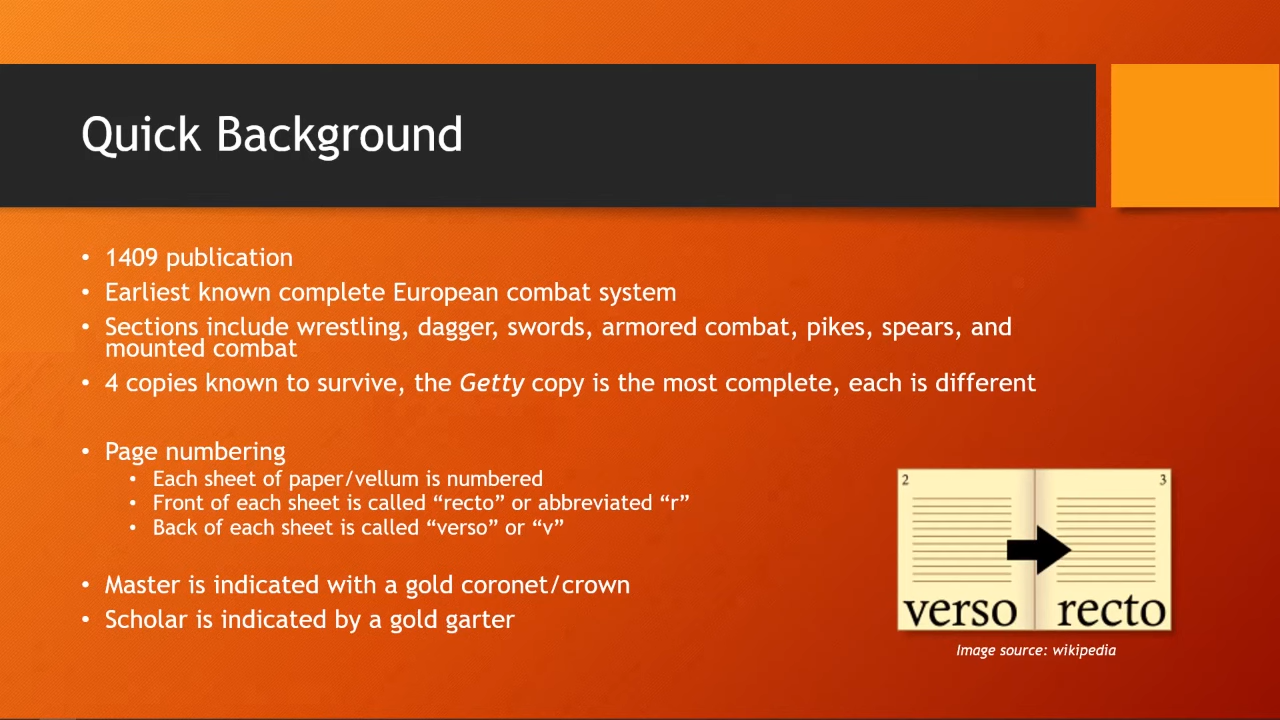 Quick Background
• 1409 publication
• Earliest known complete European combat system
• Sections include wrestling, dagger, swords, armored combat, pikes, spears, and
mounted combat
• 4 copies known to survive, the Getty copy is the most complete, each is different
• Page numbering
• Each sheet of paper/vellum is numbered
• Front of each sheet is called “recto” or abbreviated “r”
• Back of each sheet is called “verso” or “v”
• Master is indicated with a gold coronet/crown
• Scholar is indicated by a gold garter
2 3
verso recto
Image source: wikipedia